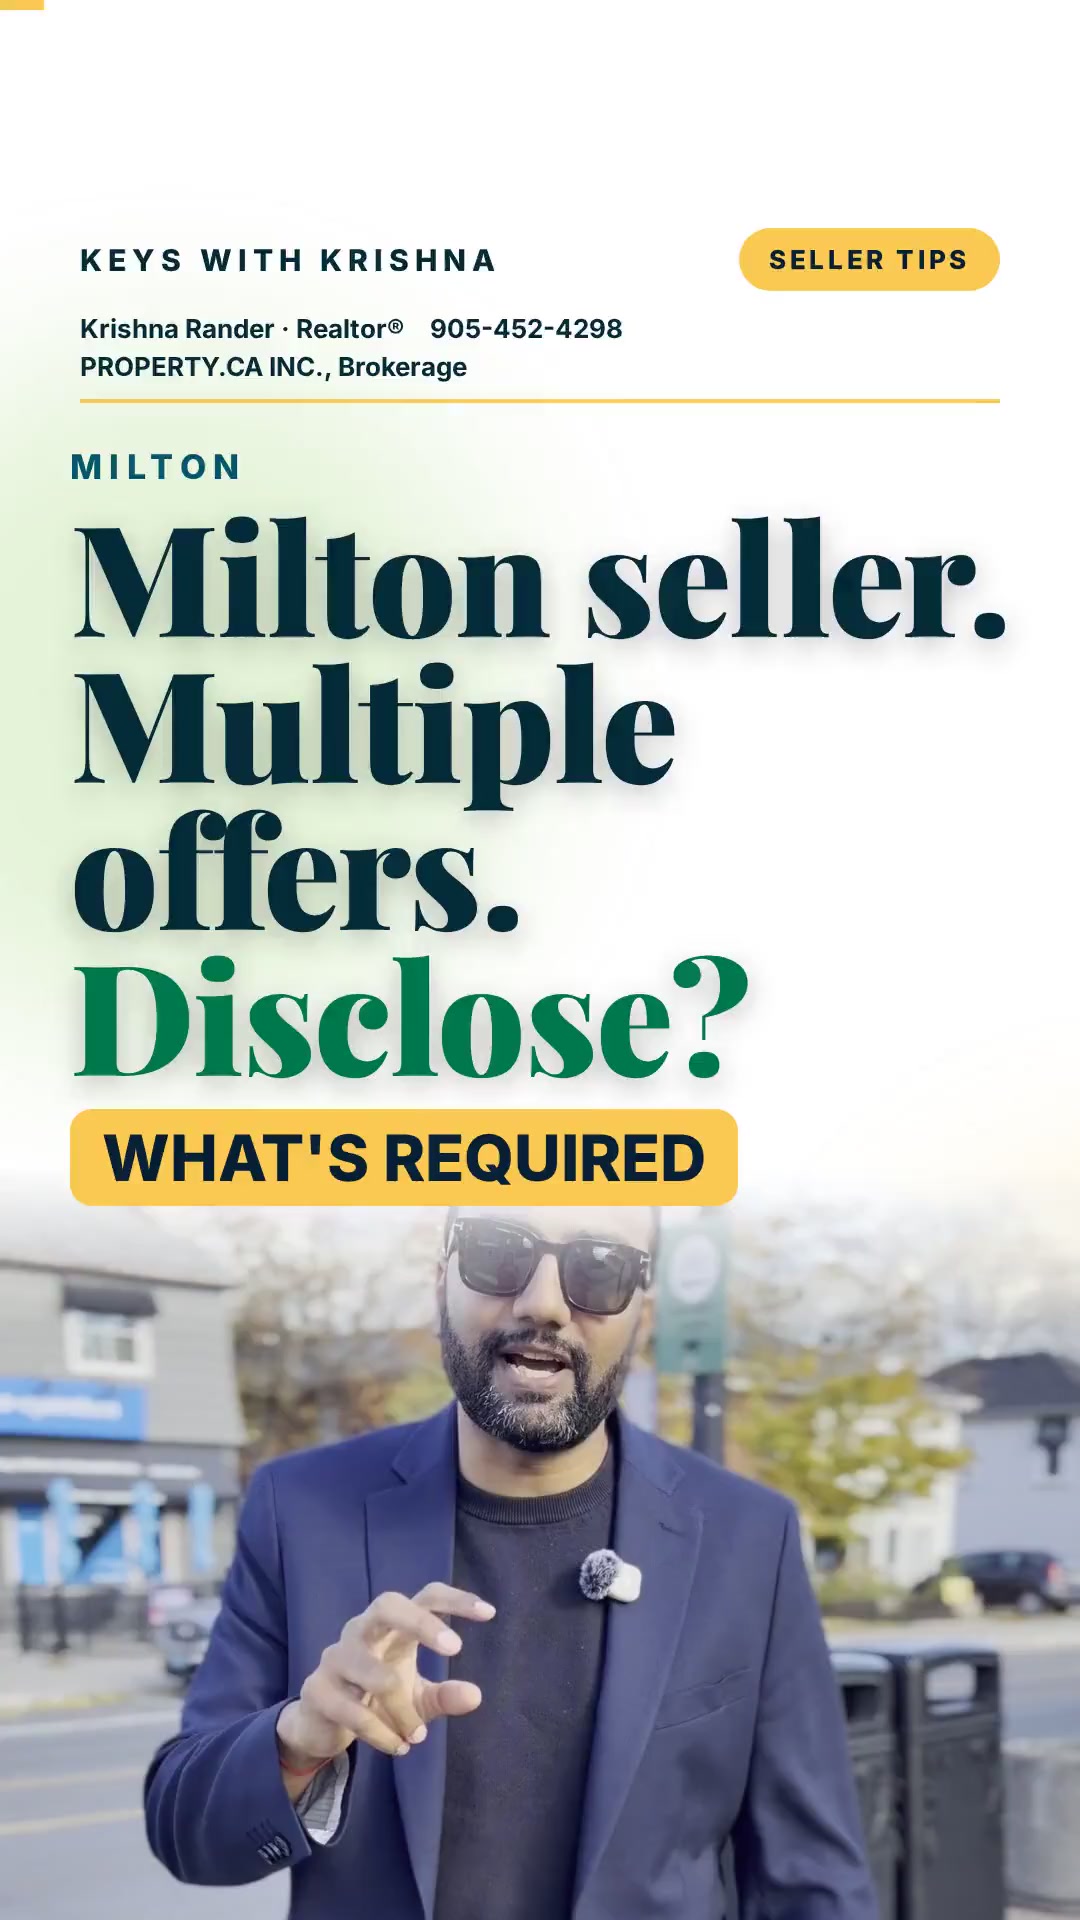 KEYS WITH KRISHNA
SELLER TIPS
Krishna Rander · Realtor® 905-452-4298
PROPERTY.CA INC., Brokerage
MILTON
Milton seller.
Multiple
offers.
Disclose?
WHAT'S REQUIRED